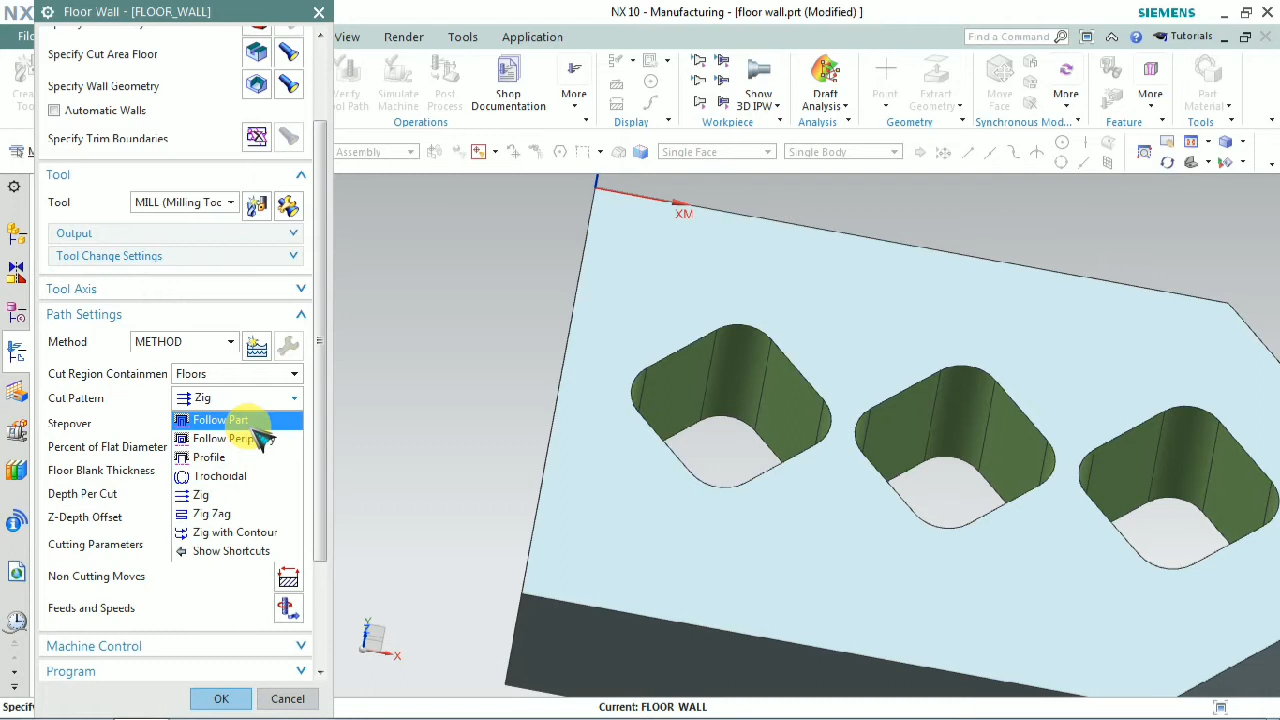 NX
Floor Wall - [FLOOR_WALL]
NX 10 - Manufacturing - [floor wall.prt (Modified) ]
SIEMENS
View
Render
Tools
Application
Find a Command
Tutorials
Specify Cut Area Floor
Specify Wall Geometry
Automatic Walls
Specify Trim Boundaries
Verify
Tool Path
Simulate
Machine
Post
Process
Shop
Documentation
More
Show
3D IPW
Draft
Analysis
Point
Extract
Geometry
Move
Face
More
More
Part
Material
Operations
Display
Workpiece
Analysis
Geometry
Synchronous Mod...
Feature
Tools
Assembly
Single Face
Single Body
Tool
Tool
MILL (Milling Toc
Output
Tool Change Settings
Tool Axis
Path Settings
Method
METHOD
Cut Region Containmen
Floors
Cut Pattern
Zig
Stepover
Follow Part
Percent of Flat Diameter
Follow Periphery
Floor Blank Thickness
Profile
Trochoidal
Depth Per Cut
Zig
Z-Depth Offset
Zig Zag
Cutting Parameters
Zig with Contour
Show Shortcuts
Non Cutting Moves
Feeds and Speeds
Machine Control
Program
OK
Cancel
XM
Y
Z
X
Specify
Current: FLOOR WALL